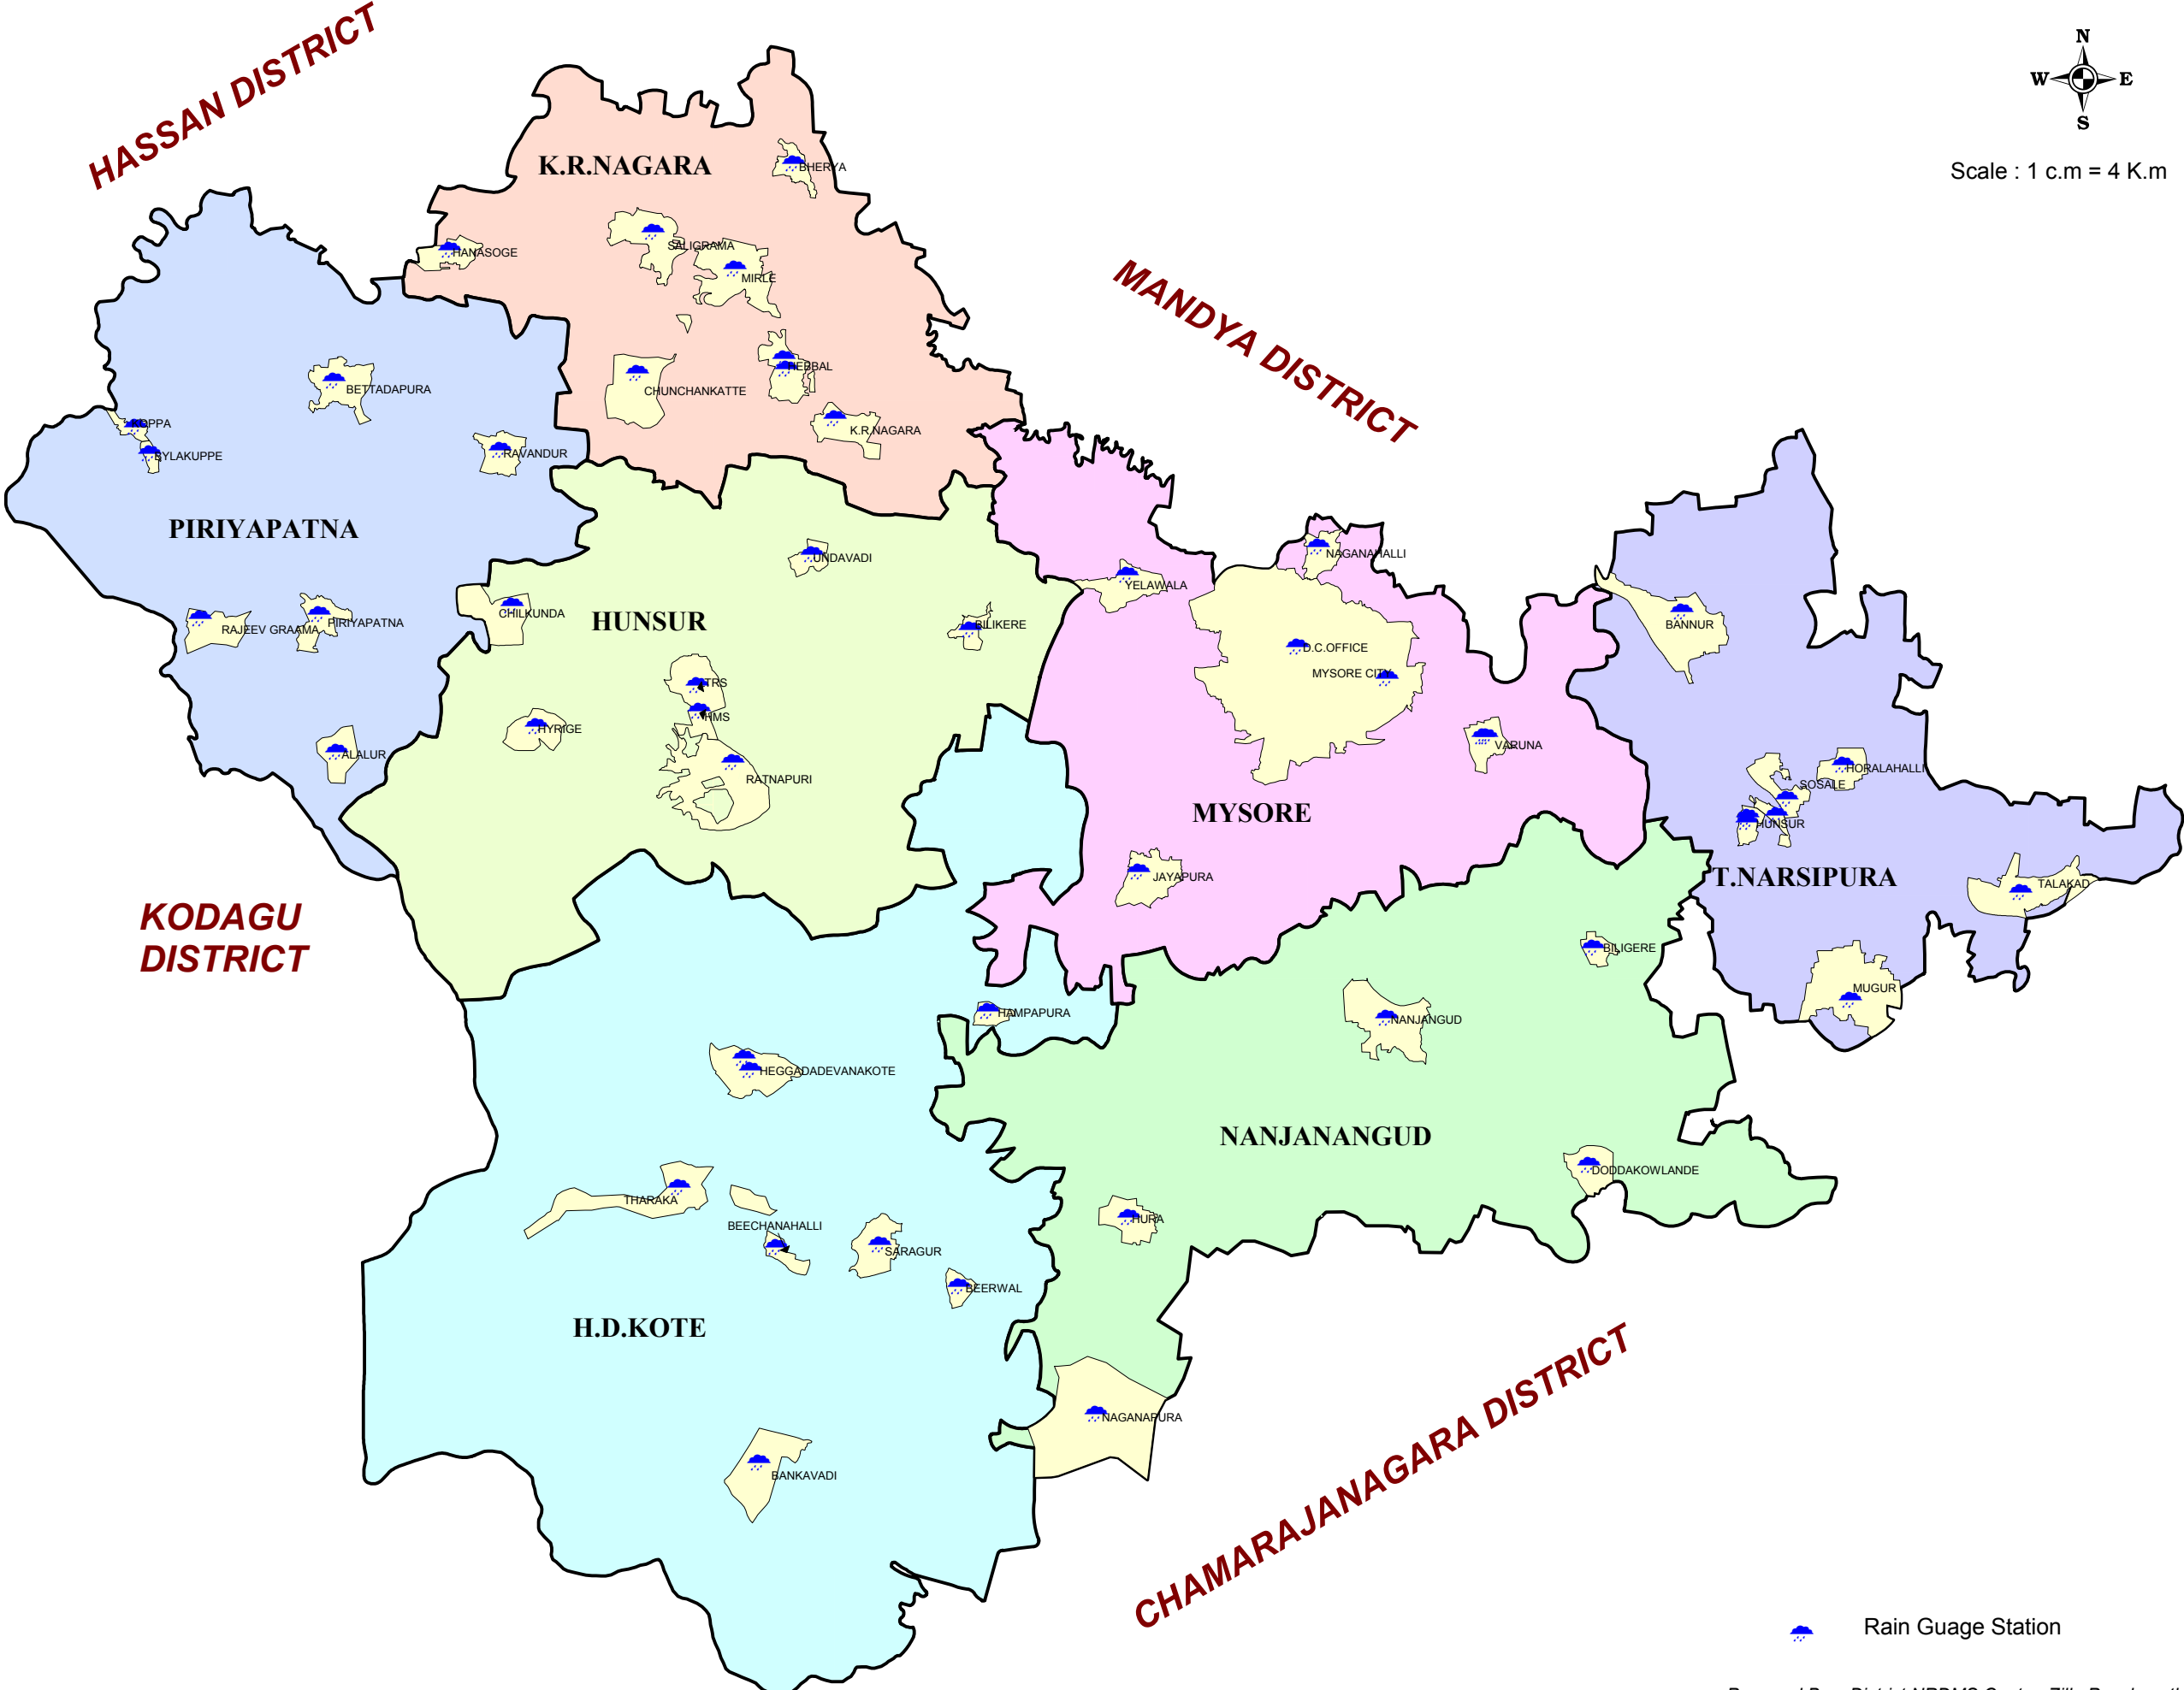 HASSAN DISTRICT
N
W E
S
Scale : 1 c.m = 4 K.m
K.R.NAGARA
BHERYA
HANASOGE
SALIGRAMA
MIRLE
MANDYA DISTRICT
HEBBAL
CHUNCHANKATTE
K.R.NAGARA
BETTADAPURA
KOPPA
BYLAKUPPE
RAVANDUR
PIRIYAPATNA
RAJEEV GRAAMA
PIRIYAPATNA
ALALUR
UNDAVADI
CHILKUNDA
HUNSUR
BILIKERE
TRS
HMS
HYRIGE
RATNAPURI
NAGANAHALLI
YELAWALA
D.C.OFFICE
MYSORE CITY
VARUNA
MYSORE
JAYAPURA
BANNUR
HORALAHALLI
SOSALE
HUNSUR
T.NARSIPURA
TALAKAD
MUGUR
KODAGU
DISTRICT
BILIGERE
NANJANGUD
HAMPAPURA
HEGGADADEVANAKOTE
NANJANANGUD
DODDAKOWLANDE
HURA
THARAKA
BEECHANAHALLI
SARAGUR
BEERWAL
H.D.KOTE
NAGANAPURA
BANKAVADI
CHAMARAJANAGARA DISTRICT
Rain Guage Station